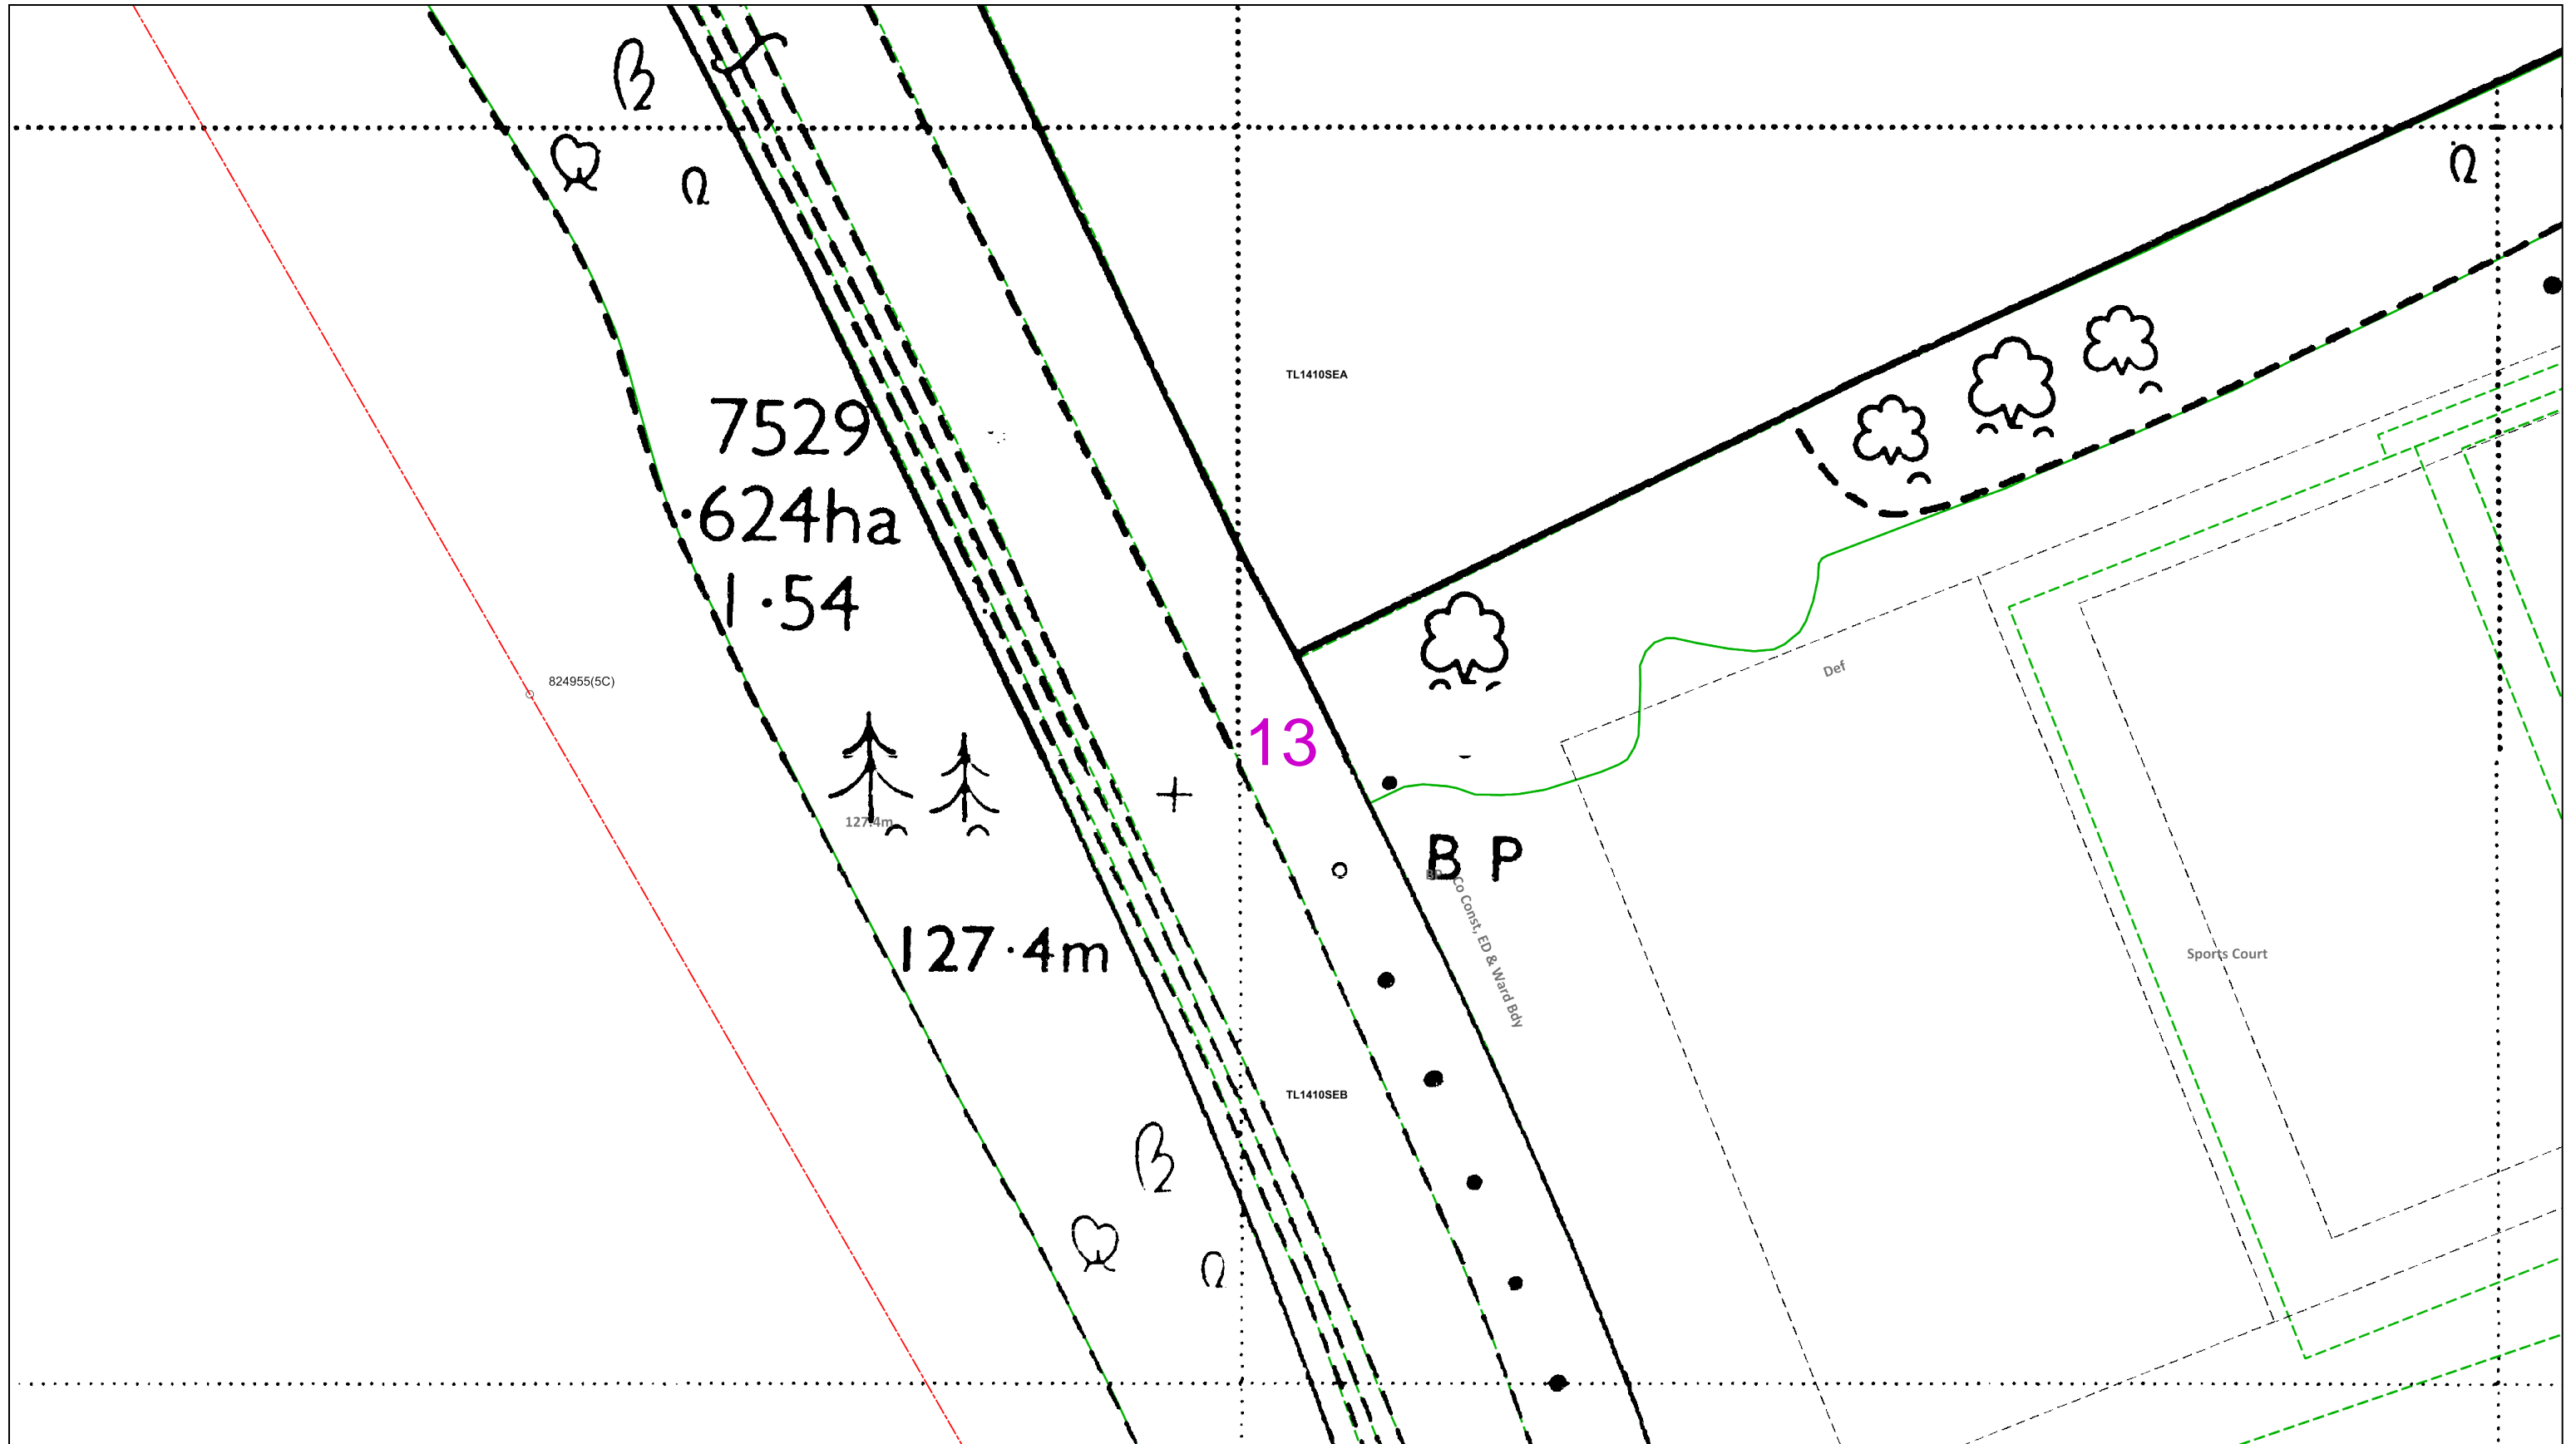 TL1410SEA
7529
·624ha
1·54
824955(5C)
Def
13
127.4m
B P
BP
Co Const, ED & Ward Bdy
127·4m
Sports Court
TL1410SEB